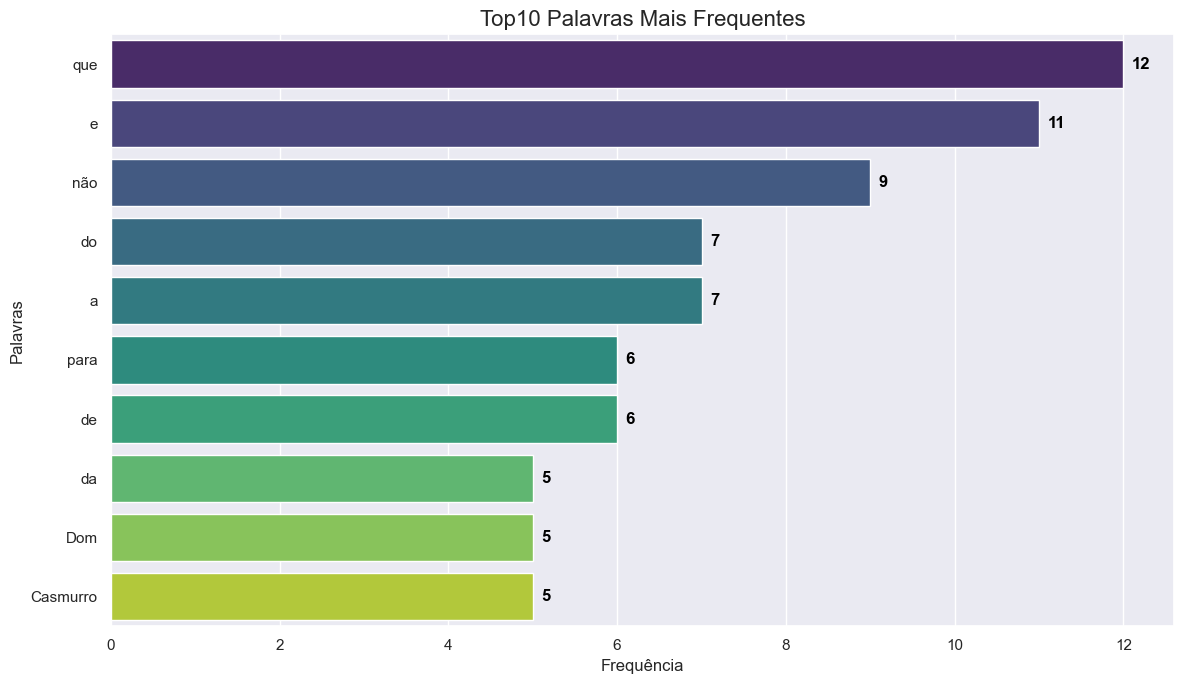 Top10 Palavras Mais Frequentes
Palavras
que 12
e 11
não 9
do 7
a 7
para 6
de 6
da 5
Dom 5
Casmurro 5
0 2 4 6 8 10 12
Frequência